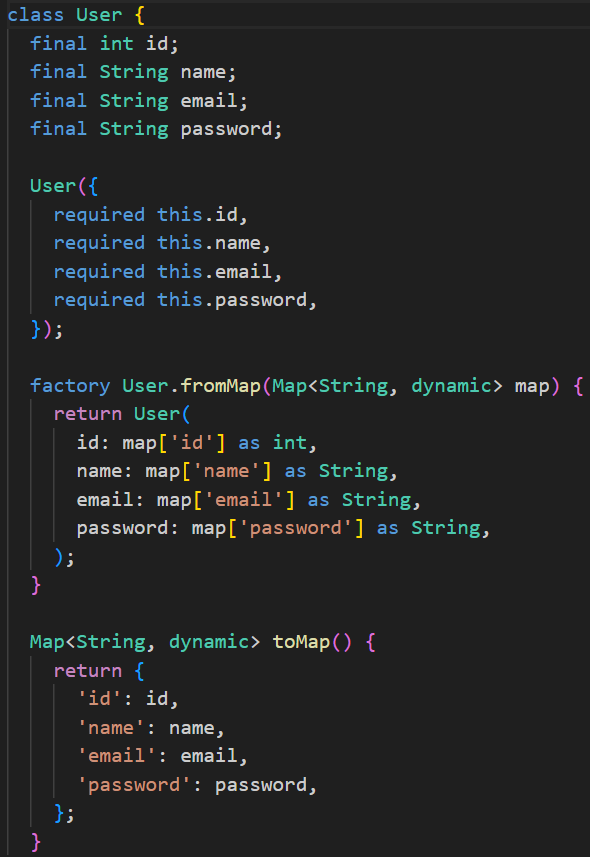 class User {
  final int id;
  final String name;
  final String email;
  final String password;

  User({
    required this.id,
    required this.name,
    required this.email,
    required this.password,
  });

  factory User.fromMap(Map<String, dynamic> map) {
    return User(
      id: map['id'] as int,
      name: map['name'] as String,
      email: map['email'] as String,
      password: map['password'] as String,
    );
  }

  Map<String, dynamic> toMap() {
    return {
      'id': id,
      'name': name,
      'email': email,
      'password': password,
    };
  }